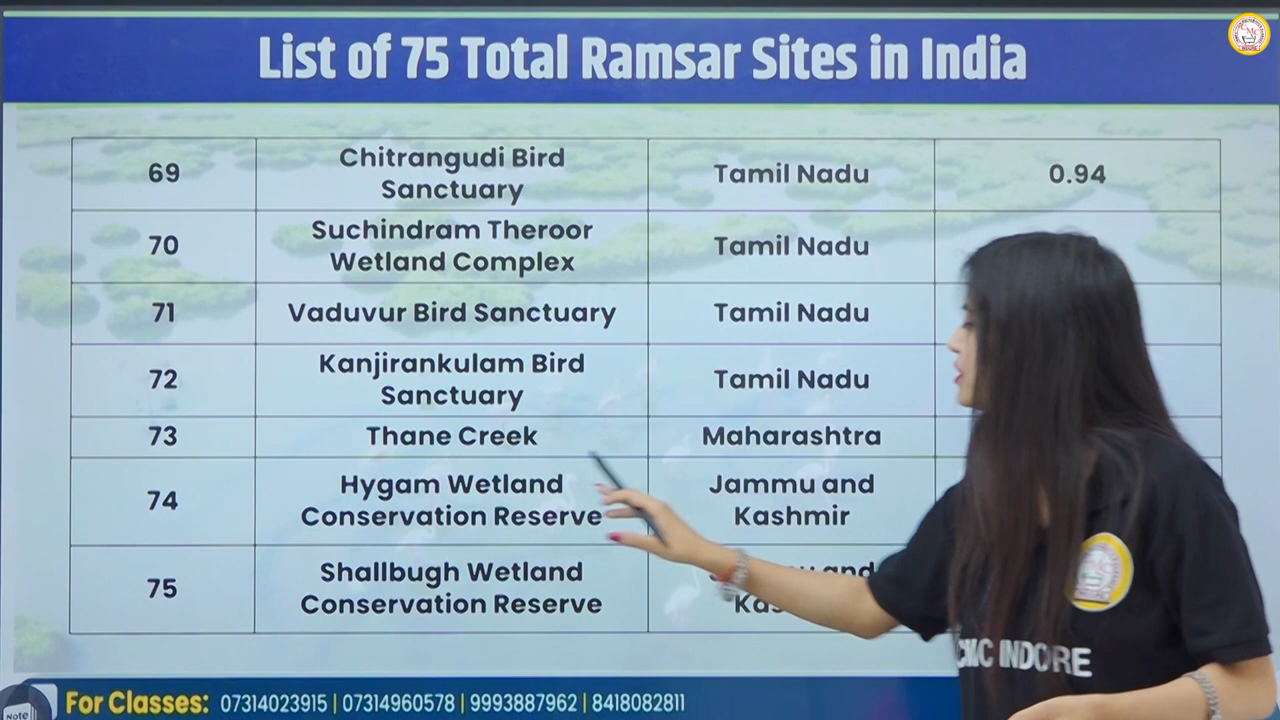 List of 75 Total Ramsar Sites in India
69 Chitrangudi Bird Sanctuary Tamil Nadu 0.94
70 Suchindram Theroor Wetland Complex Tamil Nadu
71 Vaduvur Bird Sanctuary Tamil Nadu
72 Kanjirankulam Bird Sanctuary Tamil Nadu
73 Thane Creek Maharashtra
74 Hygam Wetland Conservation Reserve Jammu and Kashmir
75 Shallbugh Wetland Conservation Reserve and
CMC INDORE
Note
For Classes: 07314023915 | 07314960578 | 9993887962 | 8418082811